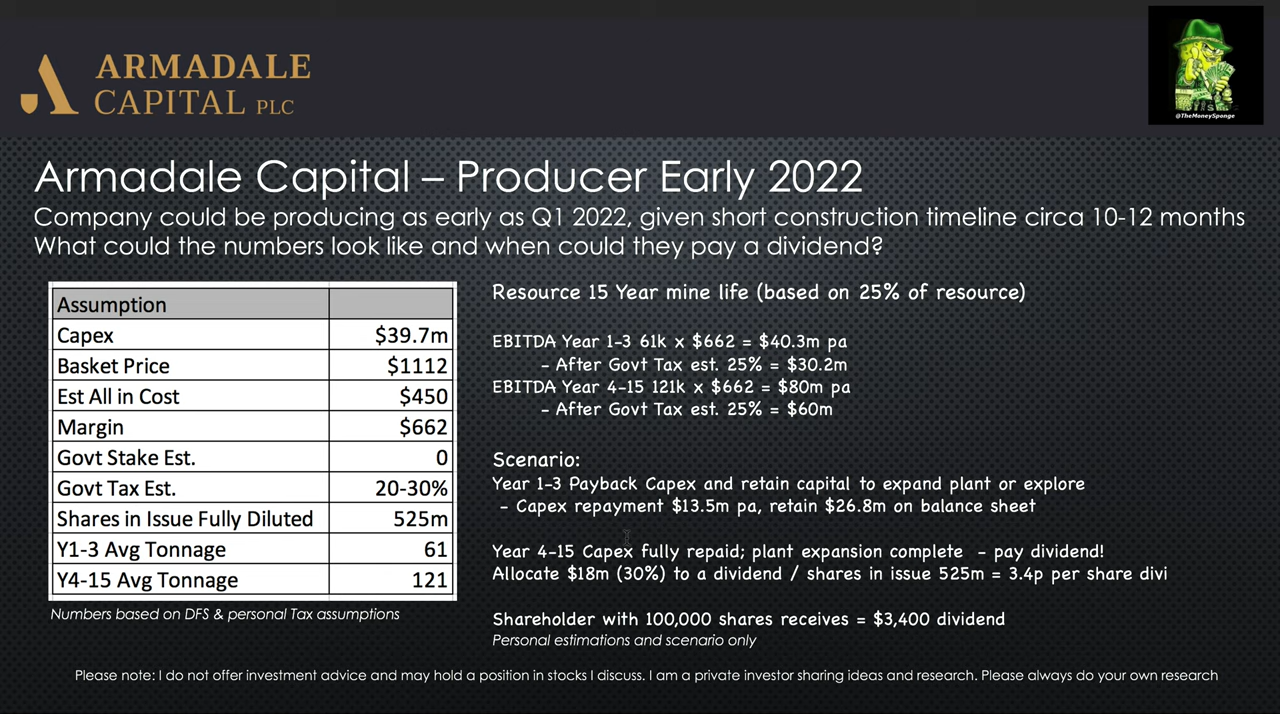 ARMADALE
CAPITAL PLC
@TheMoneySponge
Armadale Capital – Producer Early 2022
Company could be producing as early as Q1 2022, given short construction timeline circa 10-12 months
What could the numbers look like and when could they pay a dividend?
Assumption
Capex $39.7m
Basket Price $1112
Est All in Cost $450
Margin $662
Govt Stake Est. 0
Govt Tax Est. 20-30%
Shares in Issue Fully Diluted 525m
Y1-3 Avg Tonnage 61
Y4-15 Avg Tonnage 121
Numbers based on DFS & personal Tax assumptions
Resource 15 Year mine life (based on 25% of resource)
EBITDA Year 1-3 61k x $662 = $40.3m pa
- After Govt Tax est. 25% = $30.2m
EBITDA Year 4-15 121k x $662 = $80m pa
- After Govt Tax est. 25% = $60m
Scenario:
Year 1-3 Payback Capex and retain capital to expand plant or explore
- Capex repayment $13.5m pa, retain $26.8m on balance sheet
Year 4-15 Capex fully repaid; plant expansion complete - pay dividend!
Allocate $18m (30%) to a dividend / shares in issue 525m = 3.4p per share divi
Shareholder with 100,000 shares receives = $3,400 dividend
Personal estimations and scenario only
Please note: I do not offer investment advice and may hold a position in stocks I discuss. I am a private investor sharing ideas and research. Please always do your own research